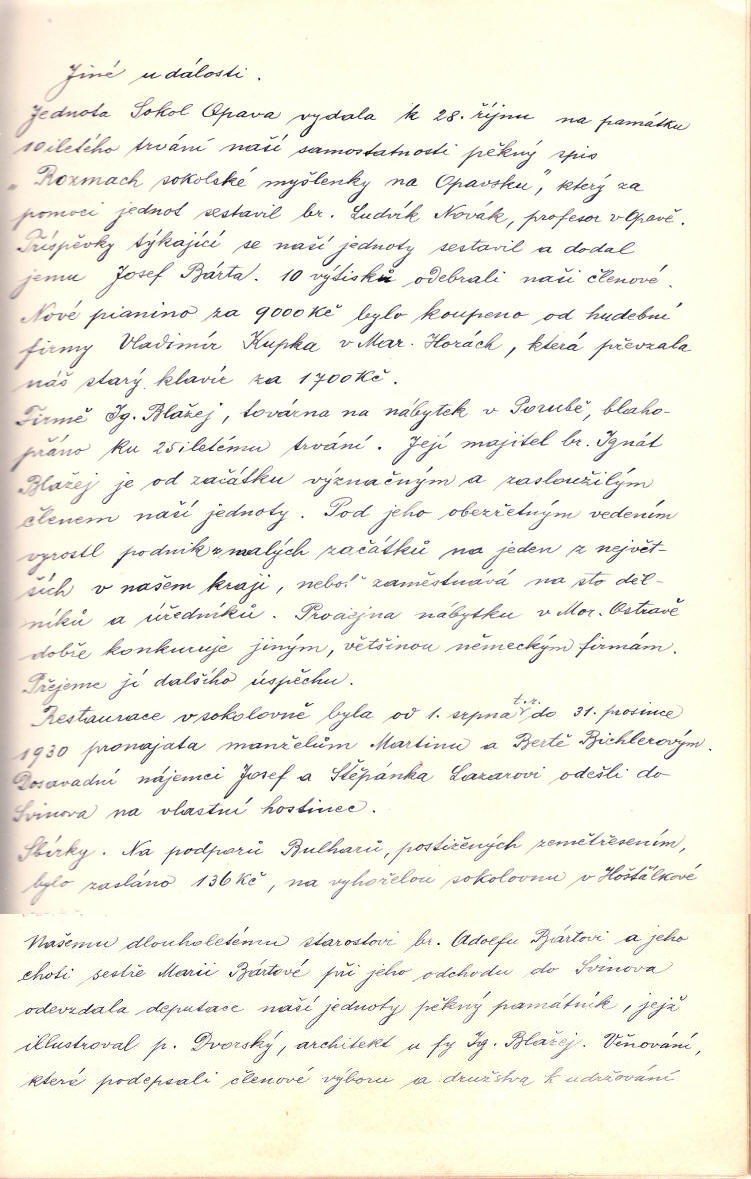 Jiné události.
Jednota Sokol Opava vydala k 28. říjnu na památku
10iletého trvání naší samostatnosti pěkný spis
„Rozmach sokolské myšlenky na Opavsku", který za
pomoci jednot sestavil br. Ludvík Novák, profesor v Opavě.
Příspěvky týkající se naší jednoty sestavil a dodal
jemu Josef Bárta. 10 výtisků odebrali naši členové.
Nové pianino za 9000 Kč bylo koupeno od hudební
firmy Vladimír Kupka v Mar. Horách, která převzala
náš starý klavír za 1700 Kč.
Firmě Ig. Blažej, továrna na nábytek v Porubě, blaho-
přáno ku 25iletému trvání. Její majitel br. Ignát
Blažej je od začátku význačným a zasloužilým
členem naší jednoty. Pod jeho obezřetným vedením
vyrostl podnik z malých začátků na jeden z největ-
ších v našem kraji, neboť zaměstnává na sto děl-
níků a úředníků. Prodejna nábytku v Mor. Ostravě
dobře konkuruje jiným, většinou německým firmám.
Přejeme jí dalšího úspěchu.
Restaurace v sokolovně byla od 1. srpna t.r. do 31. prosince
1930 pronajata manželům Martinu a Bertě Bichlerovým.
Dosavadní nájemci Josef a Štěpánka Lazarovi odešli do
Svinova na vlastní hostinec.
Sbírky. Na podporu Bulharů, postižených zemětřesením,
bylo zasláno 136 Kč, na vyhořelou sokolovnu v Hošťálkové
Našemu dlouholetému starostovi br. Adolfu Bártovi a jeho
choti sestře Marii Bártové při jeho odchodu do Svinova
odevzdala deputace naší jednoty pěkný památník, jejž
illustroval p. Dvorský, architekt u fy Ig. Blažej. Věnování,
které podepsali členové výboru a družstva k udržování